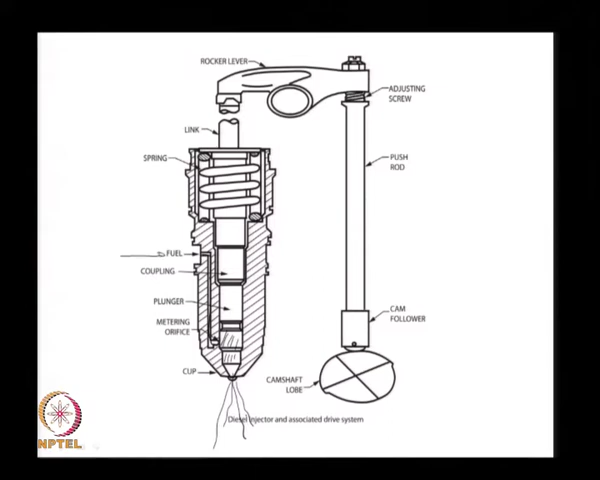 ROCKER LEVER
ADJUSTING
SCREW
LINK
SPRING
PUSH
ROD
FUEL
COUPLING
PLUNGER
METERING
ORIFICE
CAM
FOLLOWER
CUP
CAMSHAFT
LOBE
Diesel injector and associated drive system
NPTEL